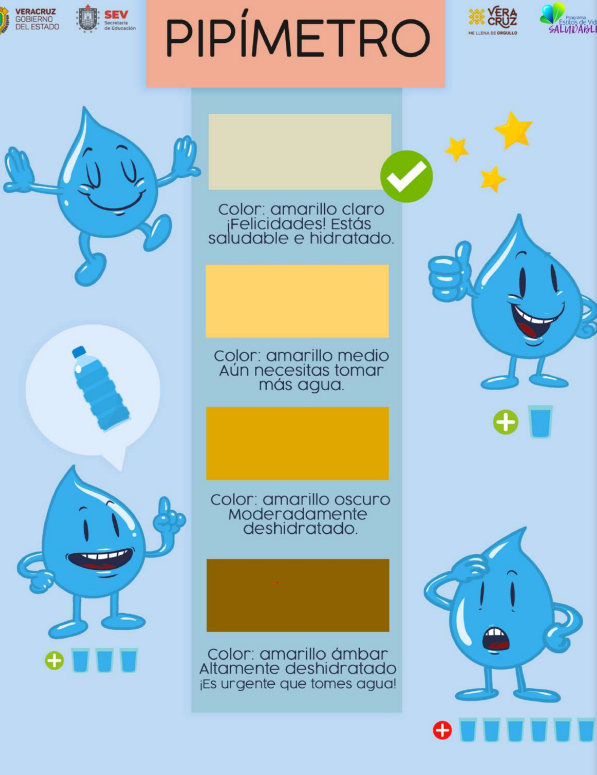 VERACRUZ
GOBIERNO
DEL ESTADO
SEV
Secretaría
de Educación
PIPÍMETRO
VERA
CRUZ
ME LLENA DE ORGULLO
Programa
Estilos de Vida
SALUDABLE
Color: amarillo claro
¡Felicidades! Estás
saludable e hidratado.
Color: amarillo medio
Aún necesitas tomar
más agua.
Color: amarillo oscuro
Moderadamente
deshidratado.
Color: amarillo ámbar
Altamente deshidratado
¡Es urgente que tomes agua!